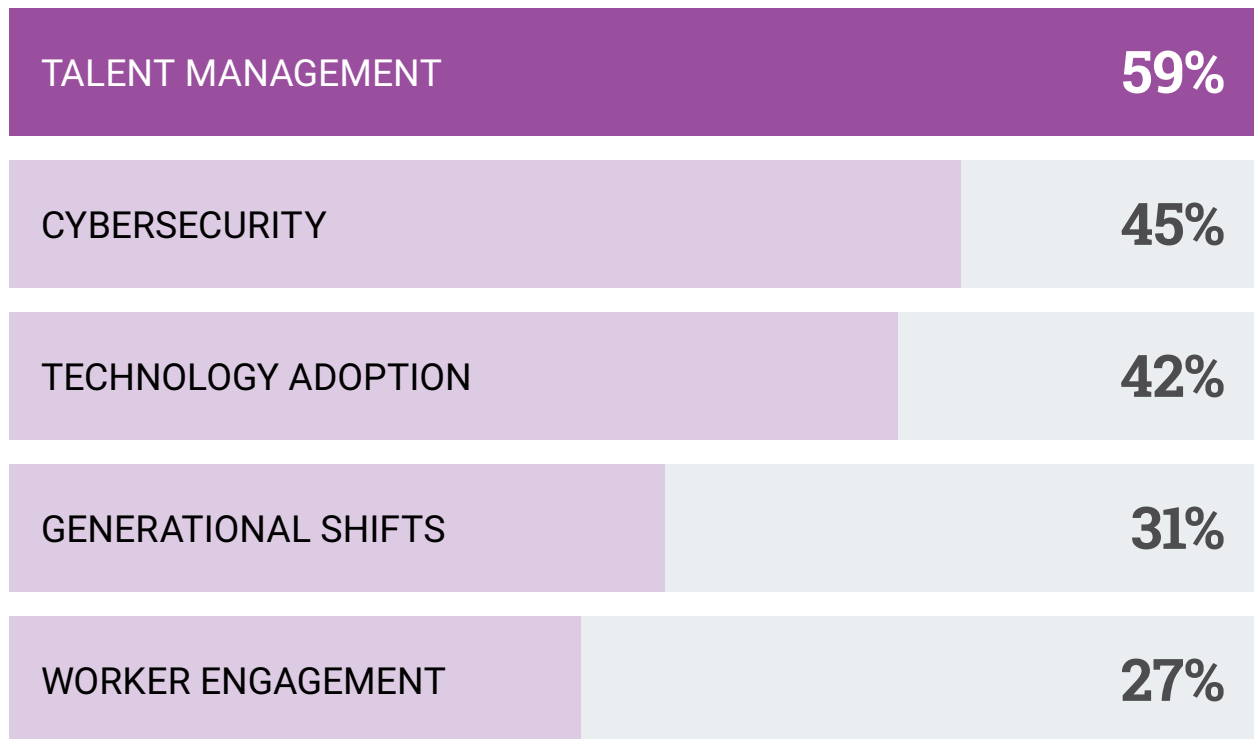 TALENT MANAGEMENT 59%
CYBERSECURITY 45%
TECHNOLOGY ADOPTION 42%
GENERATIONAL SHIFTS 31%
WORKER ENGAGEMENT 27%